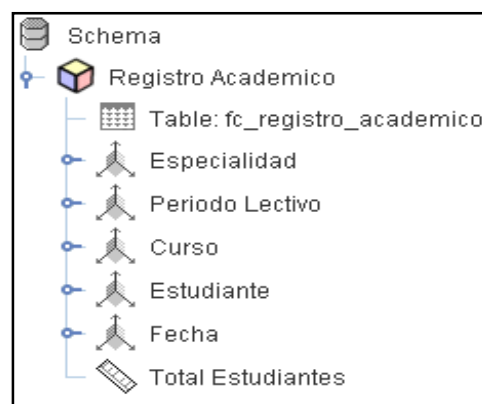 Schema
Registro Academico
Table: fc_registro_academico
Especialidad
Periodo Lectivo
Curso
Estudiante
Fecha
Total Estudiantes